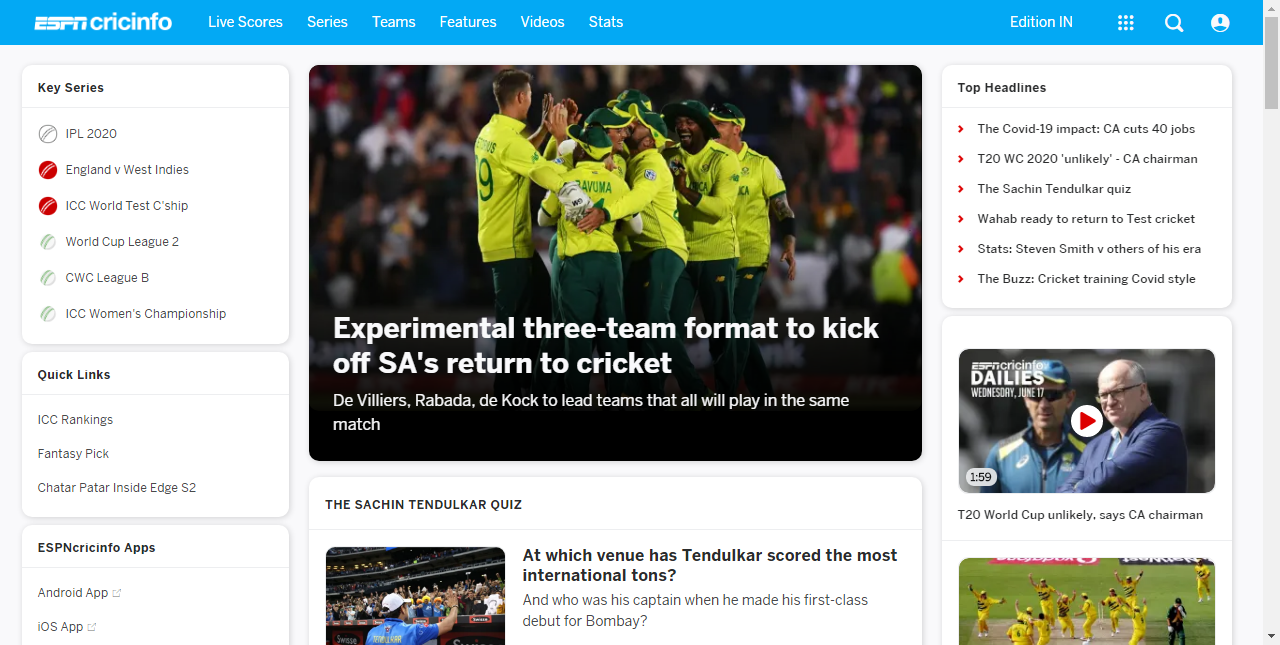 ESPN cricinfo
Live Scores
Series
Teams
Features
Videos
Stats
Edition IN
Key Series
IPL 2020
England v West Indies
ICC World Test C'ship
World Cup League 2
CWC League B
ICC Women's Championship
Quick Links
ICC Rankings
Fantasy Pick
Chatar Patar Inside Edge S2
ESPNcricinfo Apps
Android App
iOS App
BAVUMA
Experimental three-team format to kick
off SA's return to cricket
De Villiers, Rabada, de Kock to lead teams that all will play in the same
match
THE SACHIN TENDULKAR QUIZ
At which venue has Tendulkar scored the most
international tons?
And who was his captain when he made his first-class
debut for Bombay?
Top Headlines
The Covid-19 impact: CA cuts 40 jobs
T20 WC 2020 'unlikely' - CA chairman
The Sachin Tendulkar quiz
Wahab ready to return to Test cricket
Stats: Steven Smith v others of his era
The Buzz: Cricket training Covid style
ESPN cricinfo
DAILIES
WEDNESDAY, JUNE 17
1:59
T20 World Cup unlikely, says CA chairman